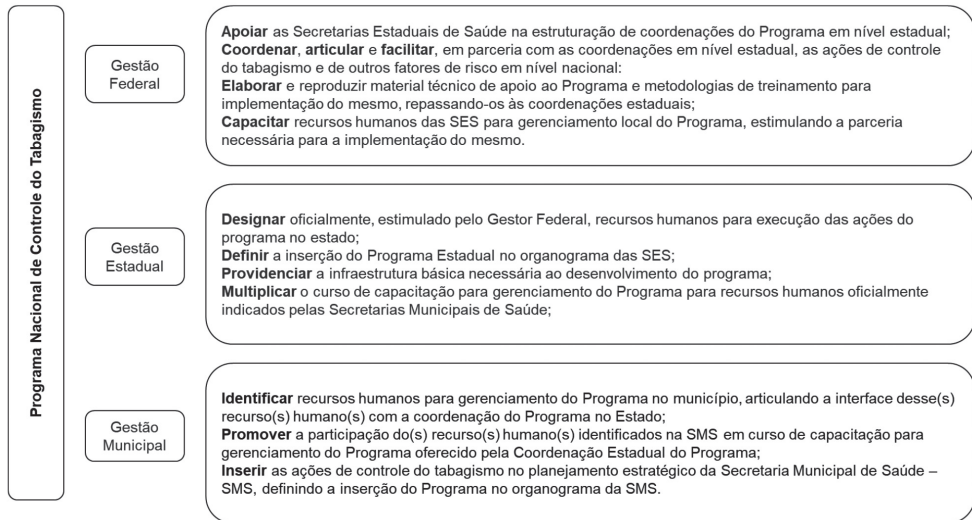 Programa Nacional de Controle do Tabagismo
Gestão
Federal
Apoiar as Secretarias Estaduais de Saúde na estruturação de coordenações do Programa em nível estadual;
Coordenar, articular e facilitar, em parceria com as coordenações em nível estadual, as ações de controle
do tabagismo e de outros fatores de risco em nível nacional:
Elaborar e reproduzir material técnico de apoio ao Programa e metodologias de treinamento para
implementação do mesmo, repassando-os às coordenações estaduais;
Capacitar recursos humanos das SES para gerenciamento local do Programa, estimulando a parceria
necessária para a implementação do mesmo.
Gestão
Estadual
Designar oficialmente, estimulado pelo Gestor Federal, recursos humanos para execução das ações do
programa no estado;
Definir a inserção do Programa Estadual no organograma das SES;
Providenciar a infraestrutura básica necessária ao desenvolvimento do programa;
Multiplicar o curso de capacitação para gerenciamento do Programa para recursos humanos oficialmente
indicados pelas Secretarias Municipais de Saúde;
Gestão
Municipal
Identificar recursos humanos para gerenciamento do Programa no município, articulando a interface desse(s)
recurso(s) humano(s) com a coordenação do Programa no Estado;
Promover a participação do(s) recurso(s) humano(s) identificados na SMS em curso de capacitação para
gerenciamento do Programa oferecido pela Coordenação Estadual do Programa;
Inserir as ações de controle do tabagismo no planejamento estratégico da Secretaria Municipal de Saúde –
SMS, definindo a inserção do Programa no organograma da SMS.